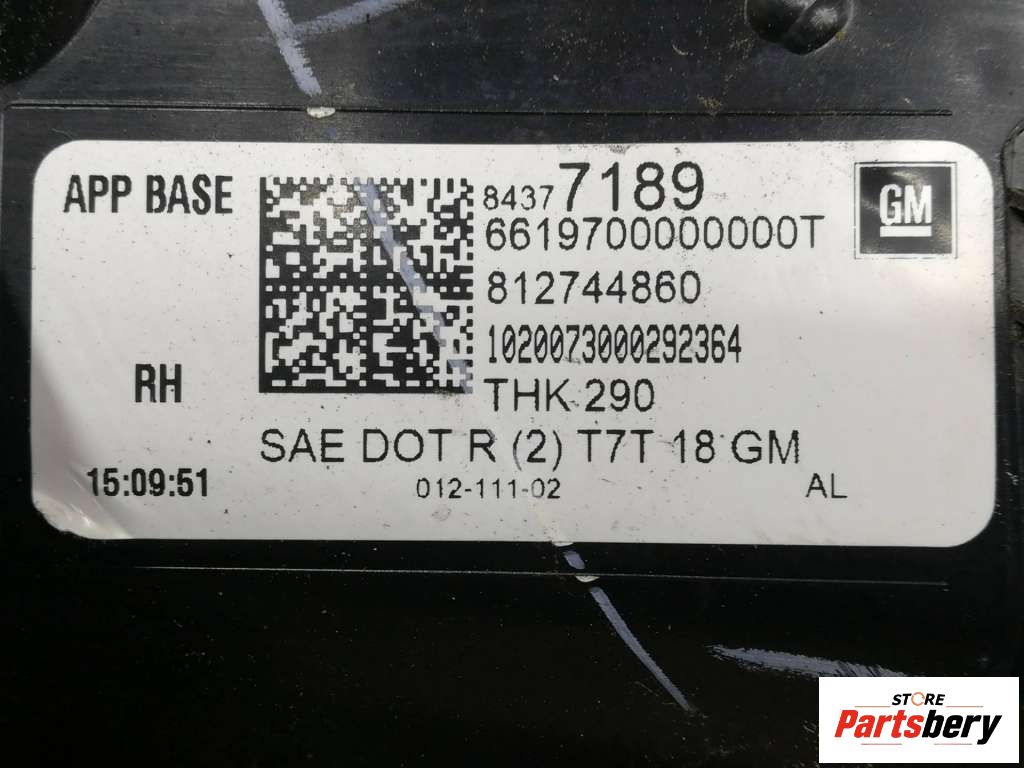 APP BASE
84377189
GM
6619700000000T
812744860
1020073000292364
RH
THK 290
SAE DOT R (2) T7T 18 GM
15:09:51
012-111-02
AL
STORE
Partsbery